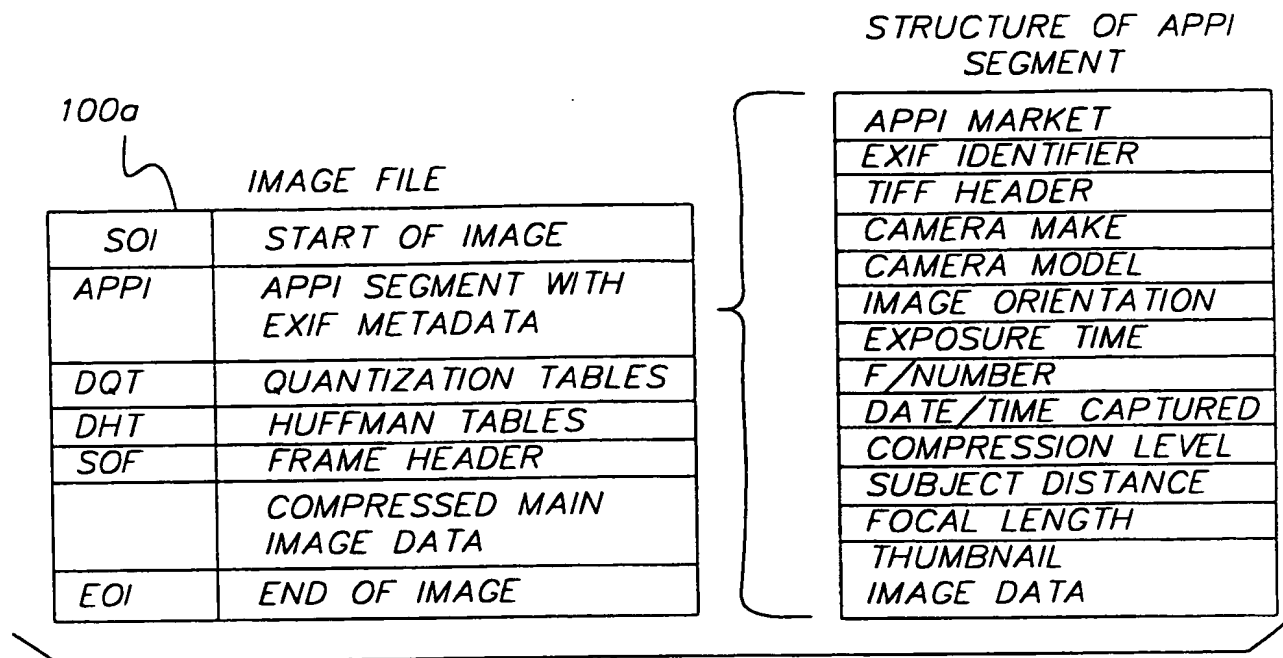 100a
IMAGE FILE
SOI START OF IMAGE
APPI APPI SEGMENT WITH
EXIF METADATA
DQT QUANTIZATION TABLES
DHT HUFFMAN TABLES
SOF FRAME HEADER
COMPRESSED MAIN
IMAGE DATA
EOI END OF IMAGE
STRUCTURE OF APPI
SEGMENT
APPI MARKET
EXIF IDENTIFIER
TIFF HEADER
CAMERA MAKE
CAMERA MODEL
IMAGE ORIENTATION
EXPOSURE TIME
F/NUMBER
DATE/TIME CAPTURED
COMPRESSION LEVEL
SUBJECT DISTANCE
FOCAL LENGTH
THUMBNAIL
IMAGE DATA